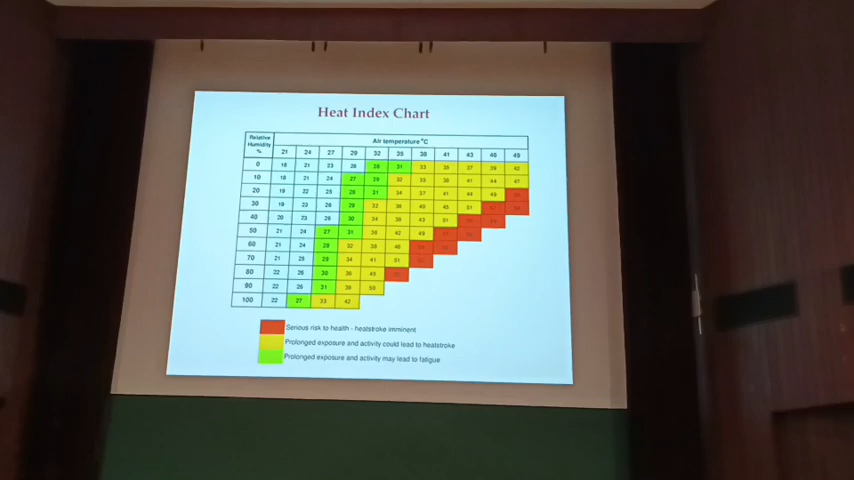 Heat Index Chart
Relative Humidity %
Air temperature °C
21 24 27 29 32 35 38 41 43 46 49
0 18 21 23 26 28 31 33 35 37 39 42
10 18 21 24 27 29 32 35 38 41 44 47
20 19 22 25 28 31 34 37 41 44 49
30 19 23 26 29 32 36 40 45 51
40 20 23 26 30 34 38 43 51
50 21 24 27 31 36 42 49
60 21 24 28 32 38 46
70 21 25 29 34 41 51
80 22 26 30 36 45
90 22 26 31 38 50
100 22 27 33 42
Serious risk to health - heatstroke imminent
Prolonged exposure and activity could lead to heatstroke
Prolonged exposure and activity may lead to fatigue